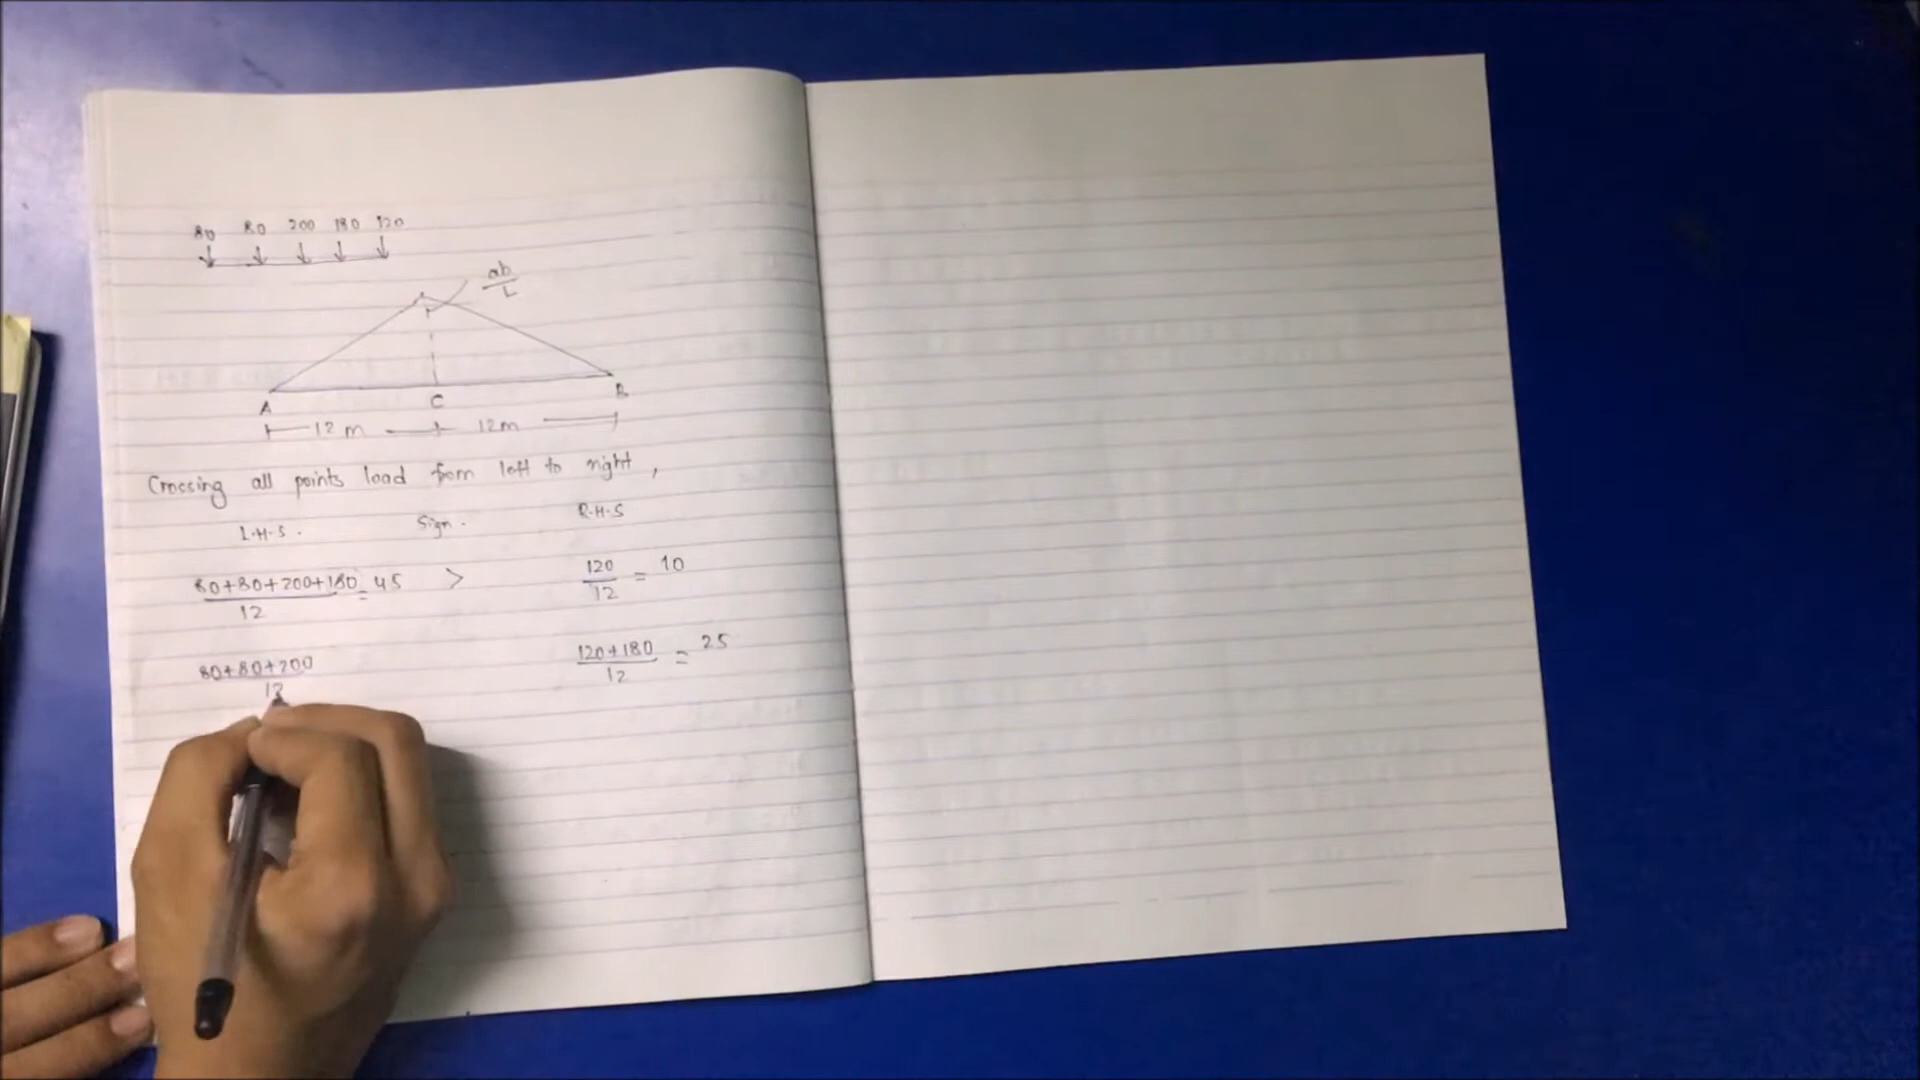 80 80 200 180 120
ab/L
A C B
12 m 12m
Crossing all points load from left to right,
L.H.S. Sign. R.H.S
80+80+200+180/12 = 45 > 120/12 = 10
80+80+200/12 120+180/12 = 25